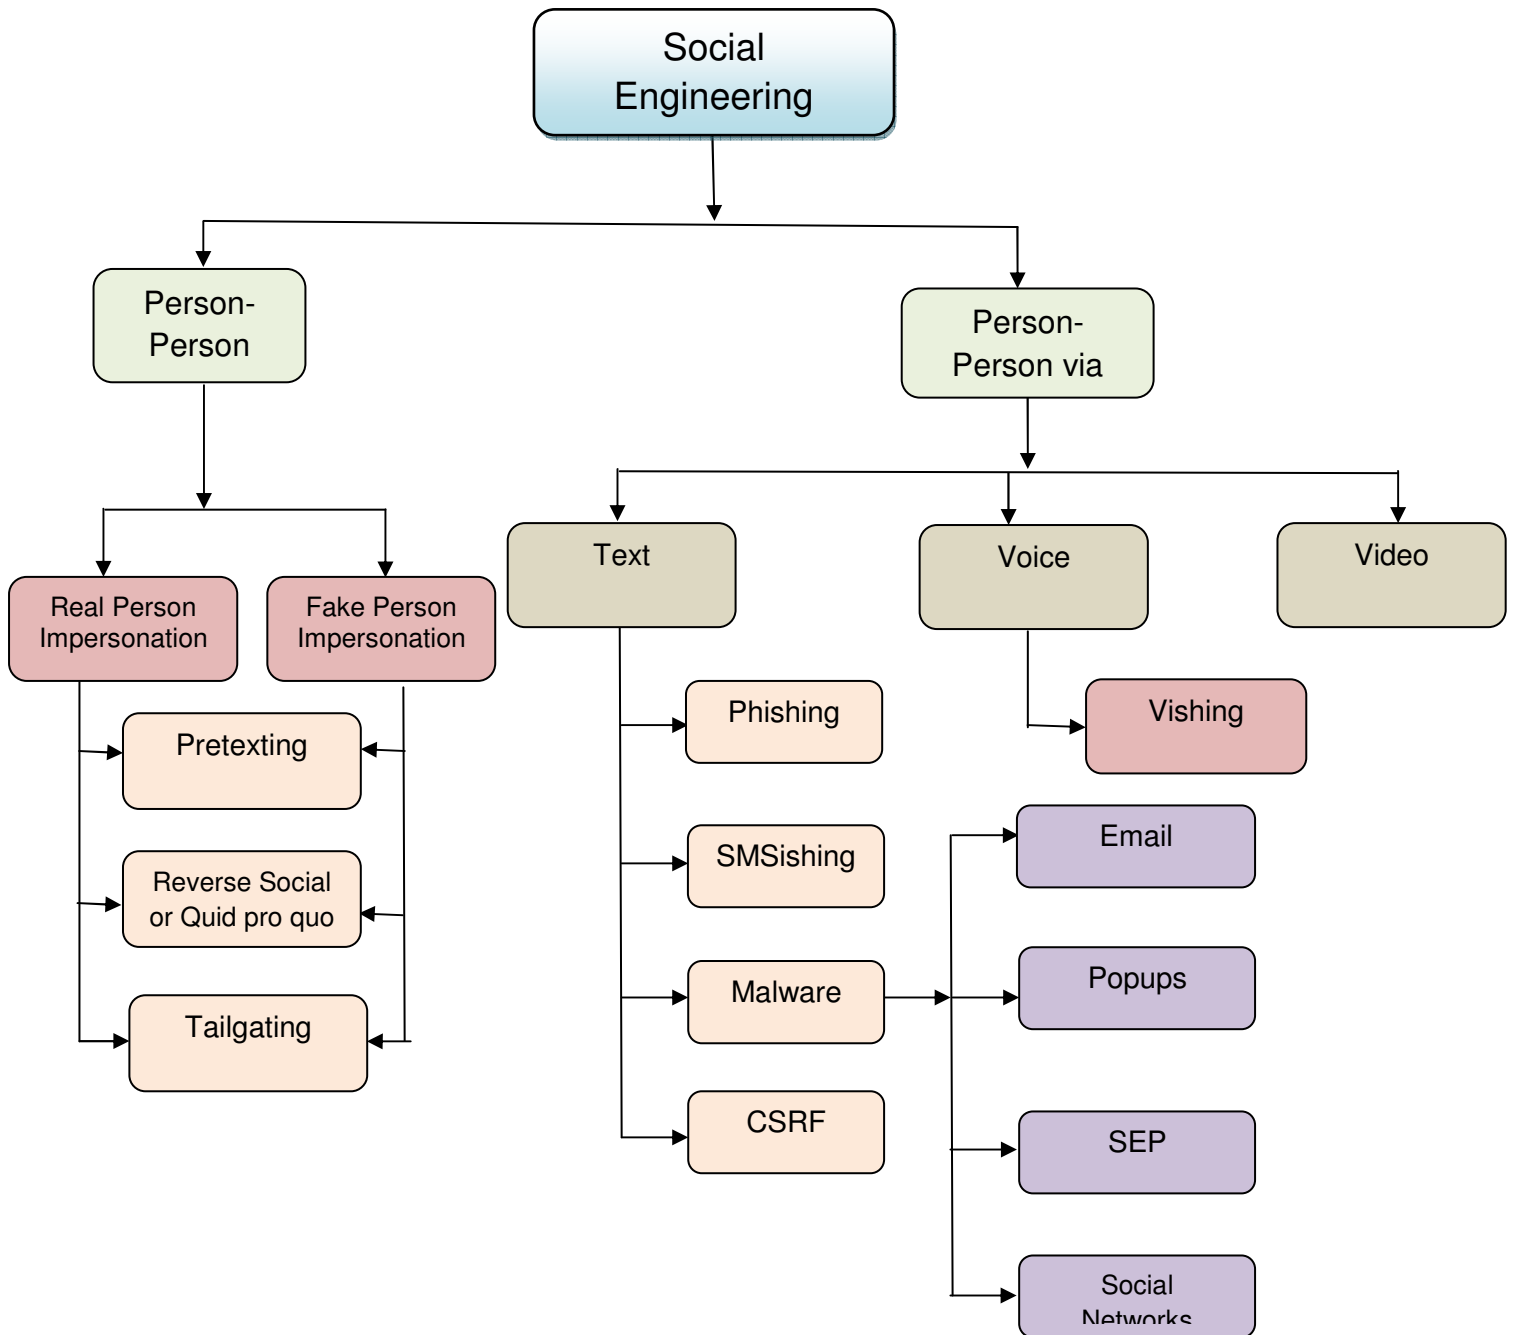 Social
Engineering
Person-
Person
Person-
Person via
Real Person
Impersonation
Fake Person
Impersonation
Text
Voice
Video
Pretexting
Reverse Social
or Quid pro quo
Tailgating
Phishing
SMSishing
Malware
CSRF
Vishing
Email
Popups
SEP
Social
Networks